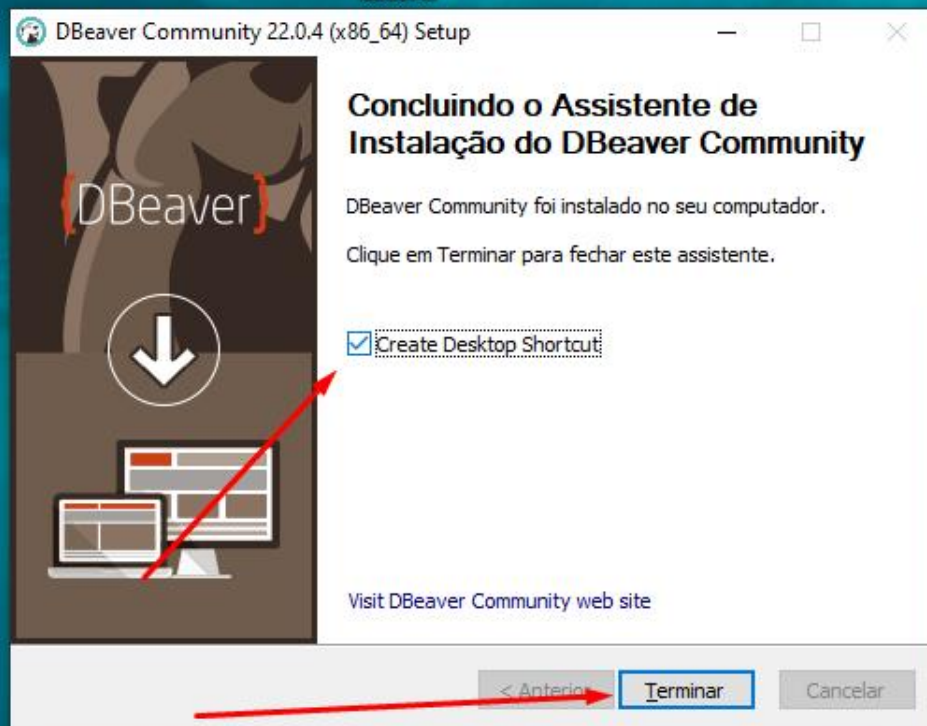 DBeaver Community 22.0.4 (x86_64) Setup
{DBeaver}
Concluindo o Assistente de
Instalação do DBeaver Community
DBeaver Community foi instalado no seu computador.
Clique em Terminar para fechar este assistente.
Create Desktop Shortcut
Visit DBeaver Community web site
< Anterior
Terminar
Cancelar